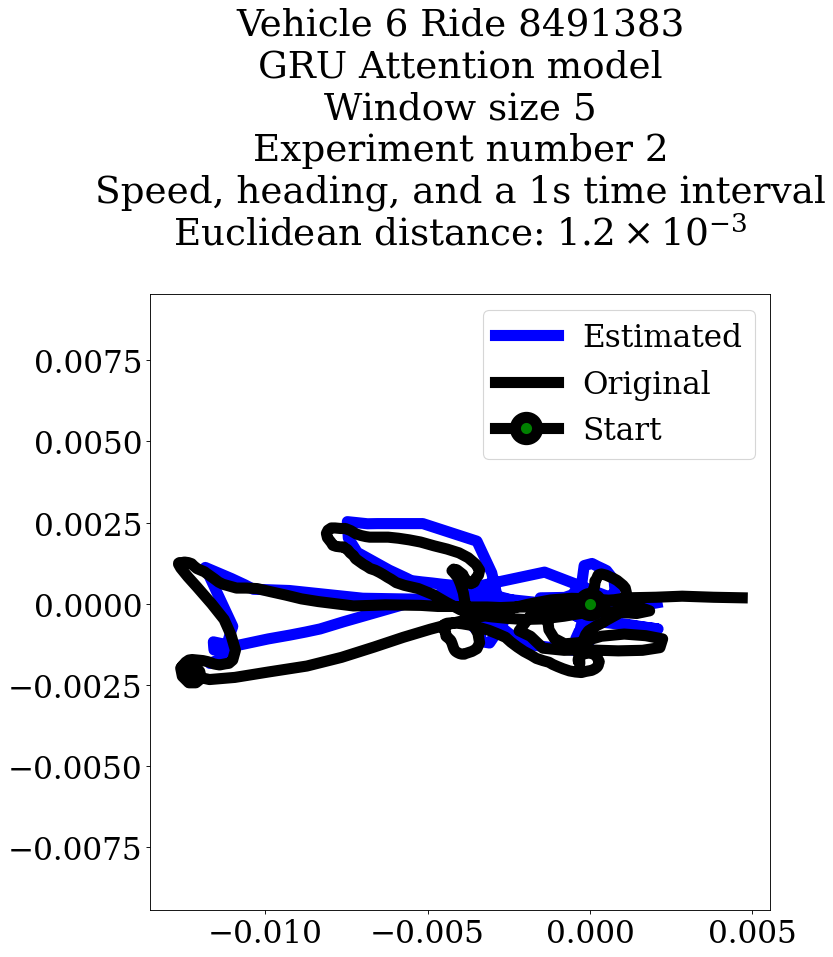 Vehicle 6 Ride 8491383
GRU Attention model
Window size 5
Experiment number 2
Speed, heading, and a 1s time interval
Euclidean distance: 1.2 × 10⁻³
Estimated
Original
Start
0.0075
0.0050
0.0025
0.0000
−0.0025
−0.0050
−0.0075
−0.010 −0.005 0.000 0.005